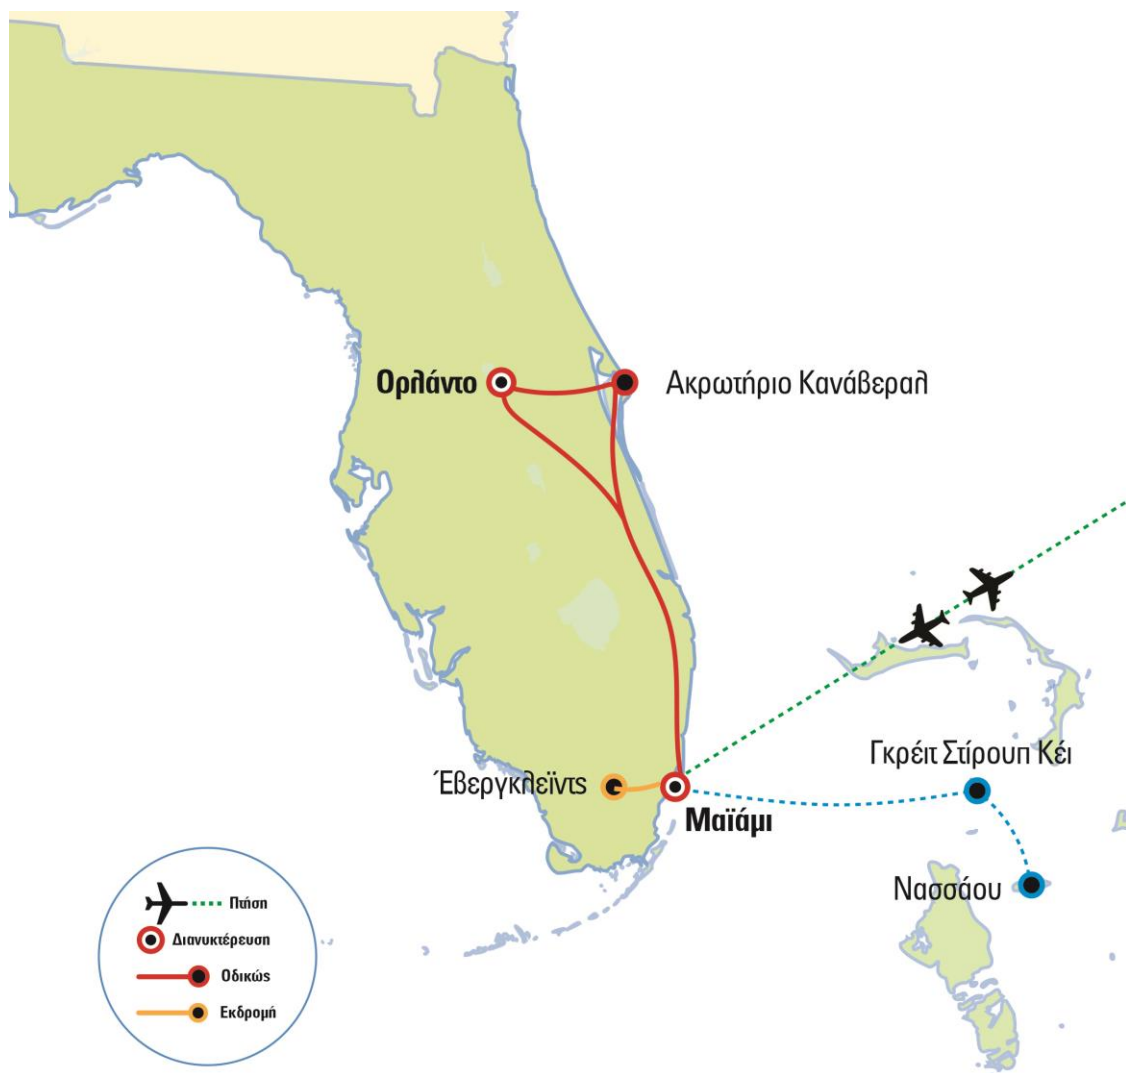 Ορλάντο
Ακρωτήριο Κανάβεραλ
Γκρέιτ Στίρουπ Κέι
Έβεργκλεϊντς
Μαϊάμι
Νασσάου
Πτήση
Διανυκτέρευση
Οδικώς
Εκδρομή